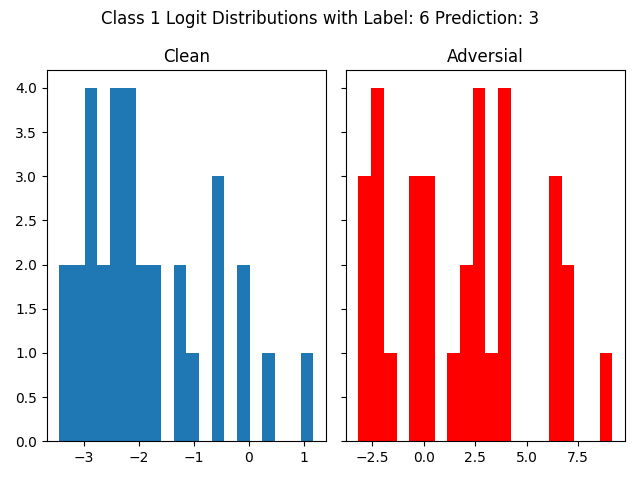 Class 1 Logit Distributions with Label: 6 Prediction: 3
Clean
Adversial
4.0
3.5
3.0
2.5
2.0
1.5
1.0
0.5
0.0
−3 −2 −1 0 1
−2.5 0.0 2.5 5.0 7.5